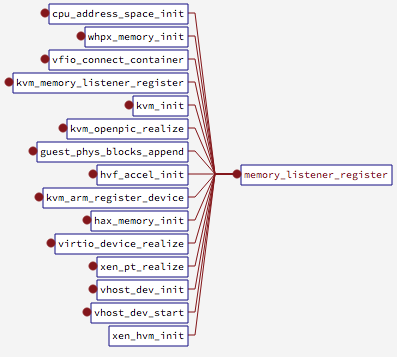 cpu_address_space_init
whpx_memory_init
vfio_connect_container
kvm_memory_listener_register
kvm_init
kvm_openpic_realize
guest_phys_blocks_append
hvf_accel_init
kvm_arm_register_device
hax_memory_init
virtio_device_realize
xen_pt_realize
vhost_dev_init
vhost_dev_start
xen_hvm_init
memory_listener_register